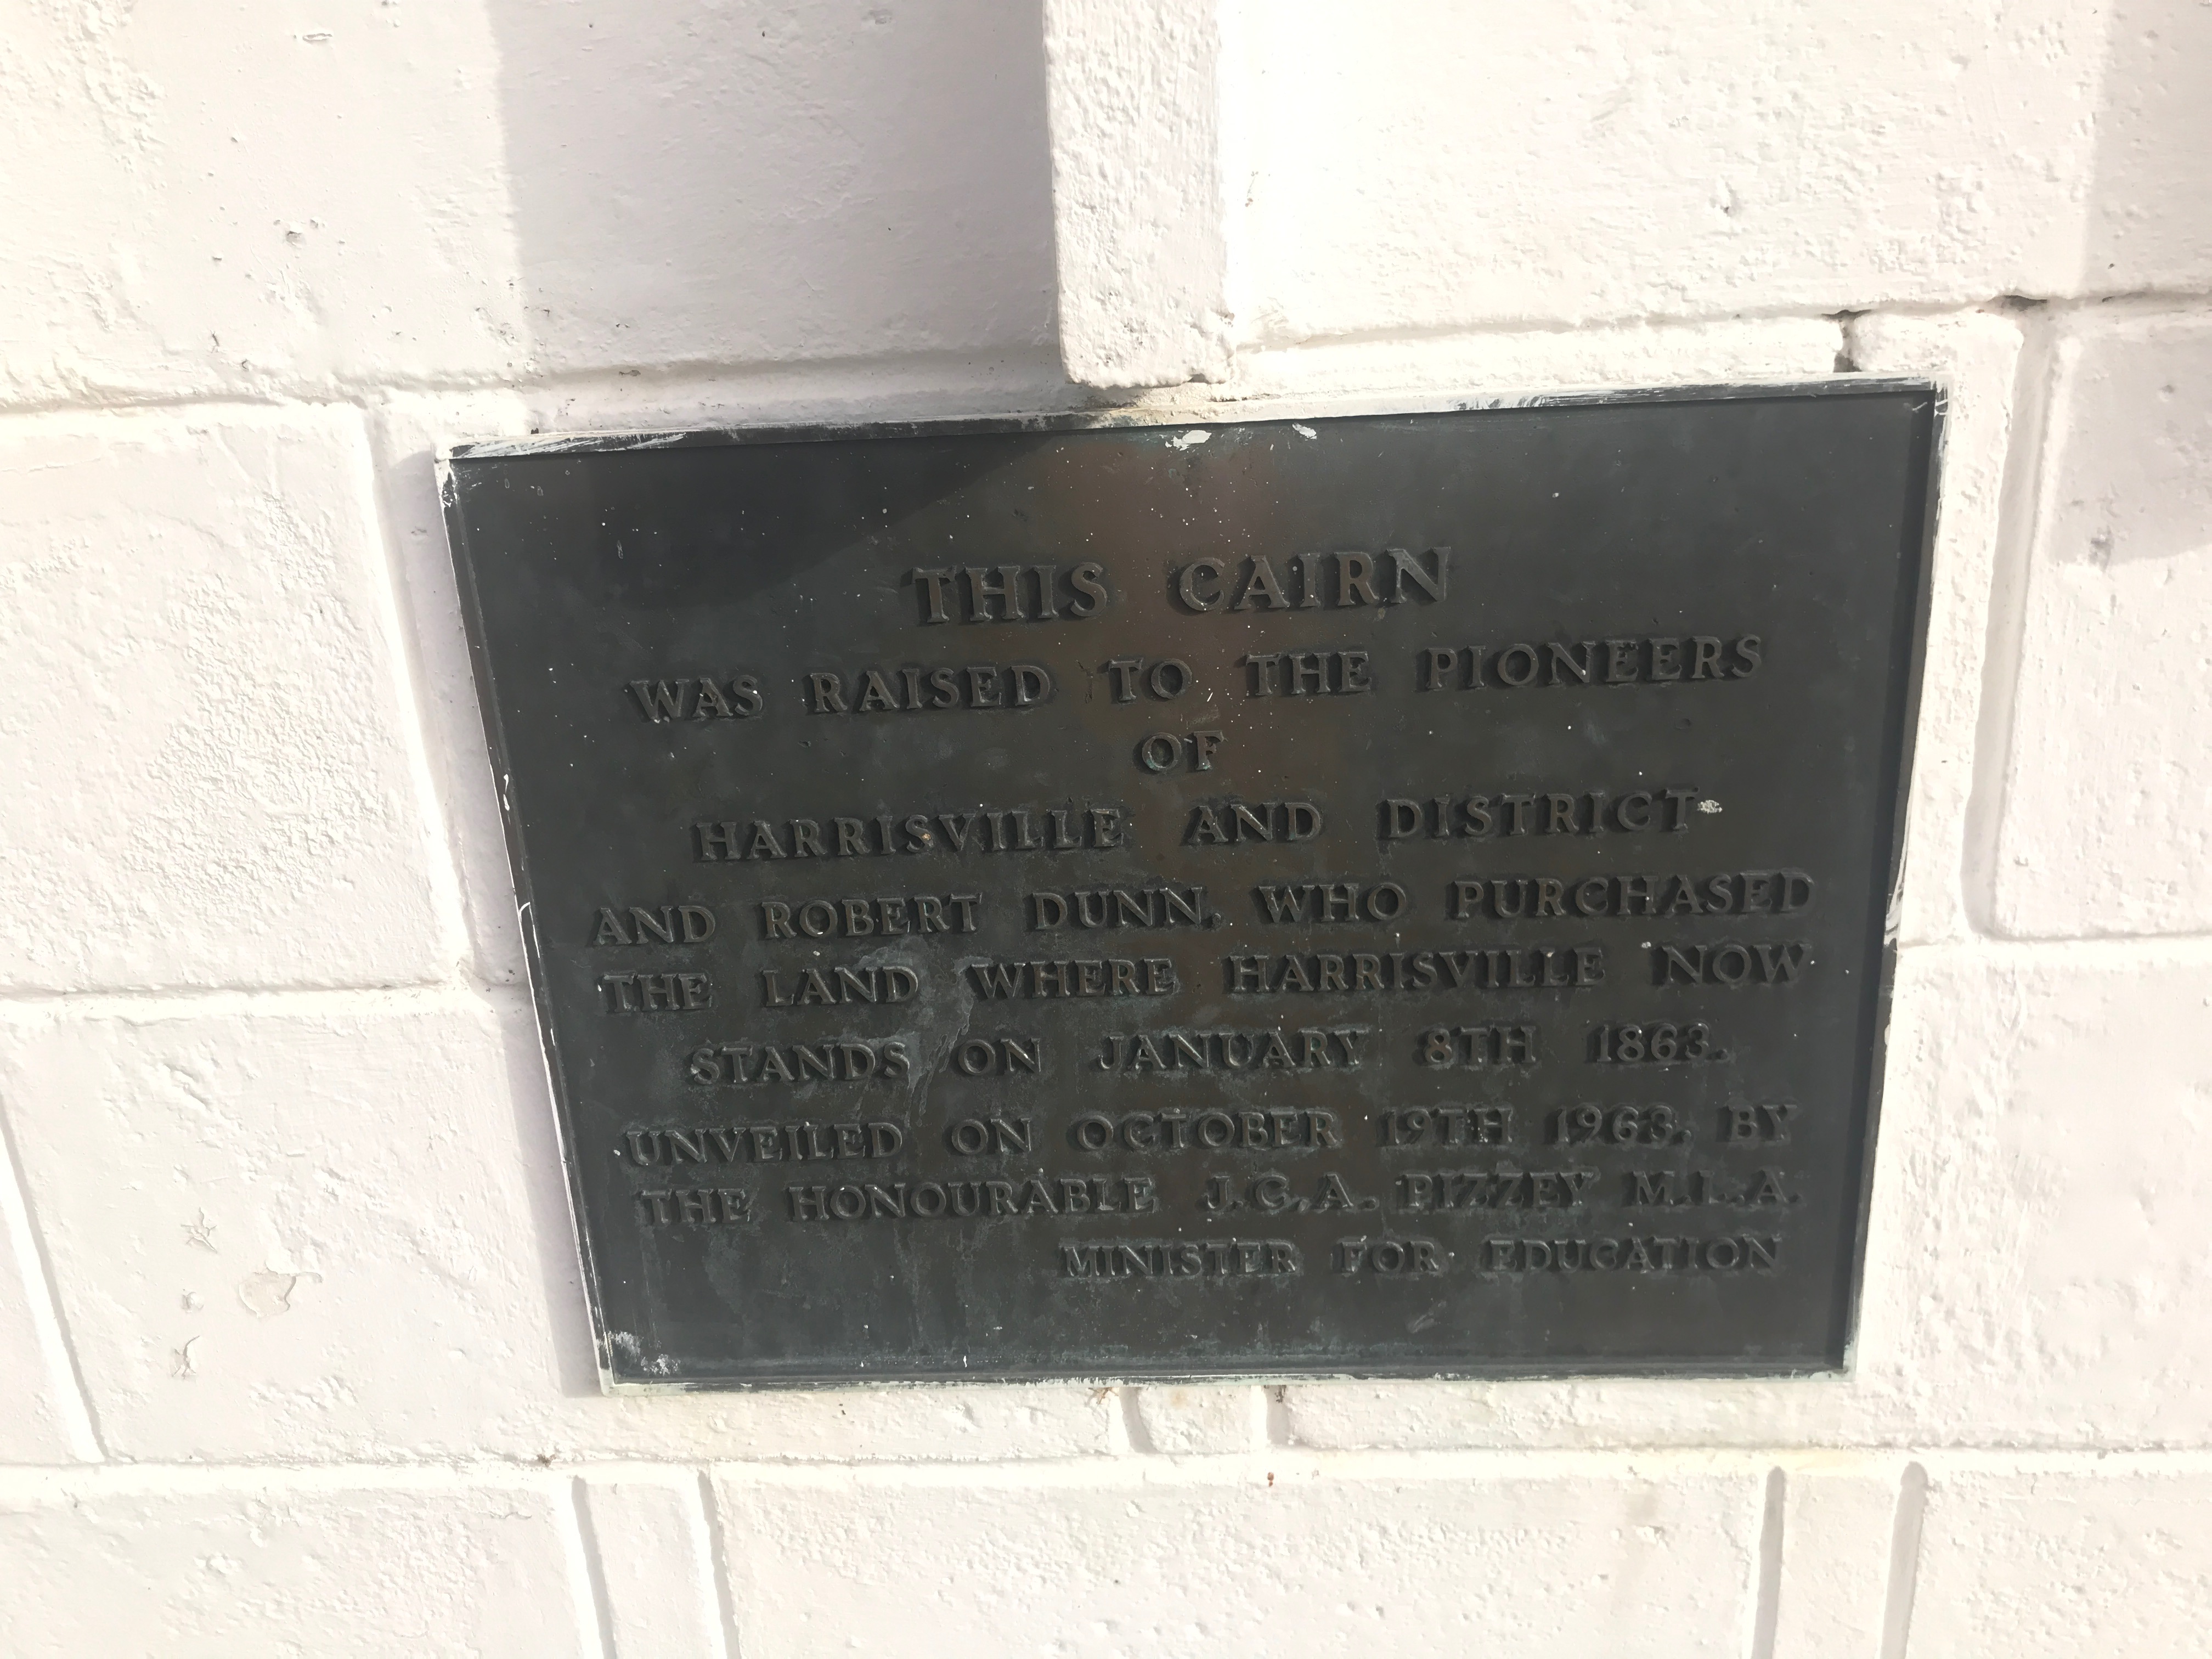 THIS CAIRN
WAS RAISED TO THE PIONEERS
OF
HARRISVILLE AND DISTRICT
AND ROBERT DUNN, WHO PURCHASED
THE LAND WHERE HARRISVILLE NOW
STANDS ON JANUARY 8TH 1863.
UNVEILED ON OCTOBER 19TH 1963, BY
THE HONOURABLE J.C.A. PIZZEY M.L.A.
MINISTER FOR EDUCATION